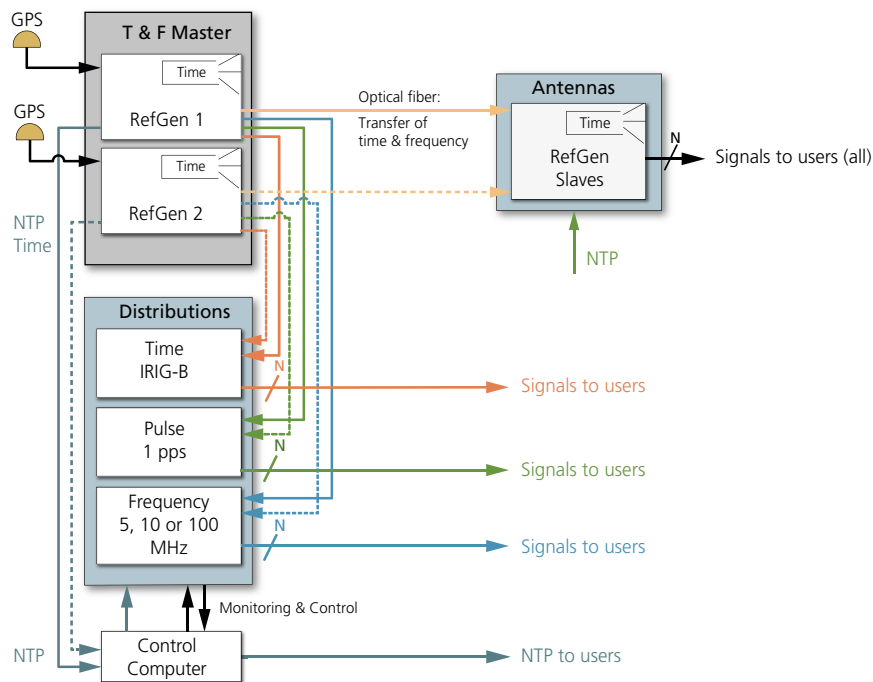 GPS
T & F Master
Time
RefGen 1
GPS
Time
RefGen 2
NTP
Time
Optical fiber:
Transfer of
time & frequency
Antennas
Time
RefGen
Slaves
N
Signals to users (all)
NTP
Distributions
Time
IRIG-B
N
Signals to users
Pulse
1 pps
N
Signals to users
Frequency
5, 10 or 100
MHz
N
Signals to users
Monitoring & Control
NTP
Control
Computer
NTP to users